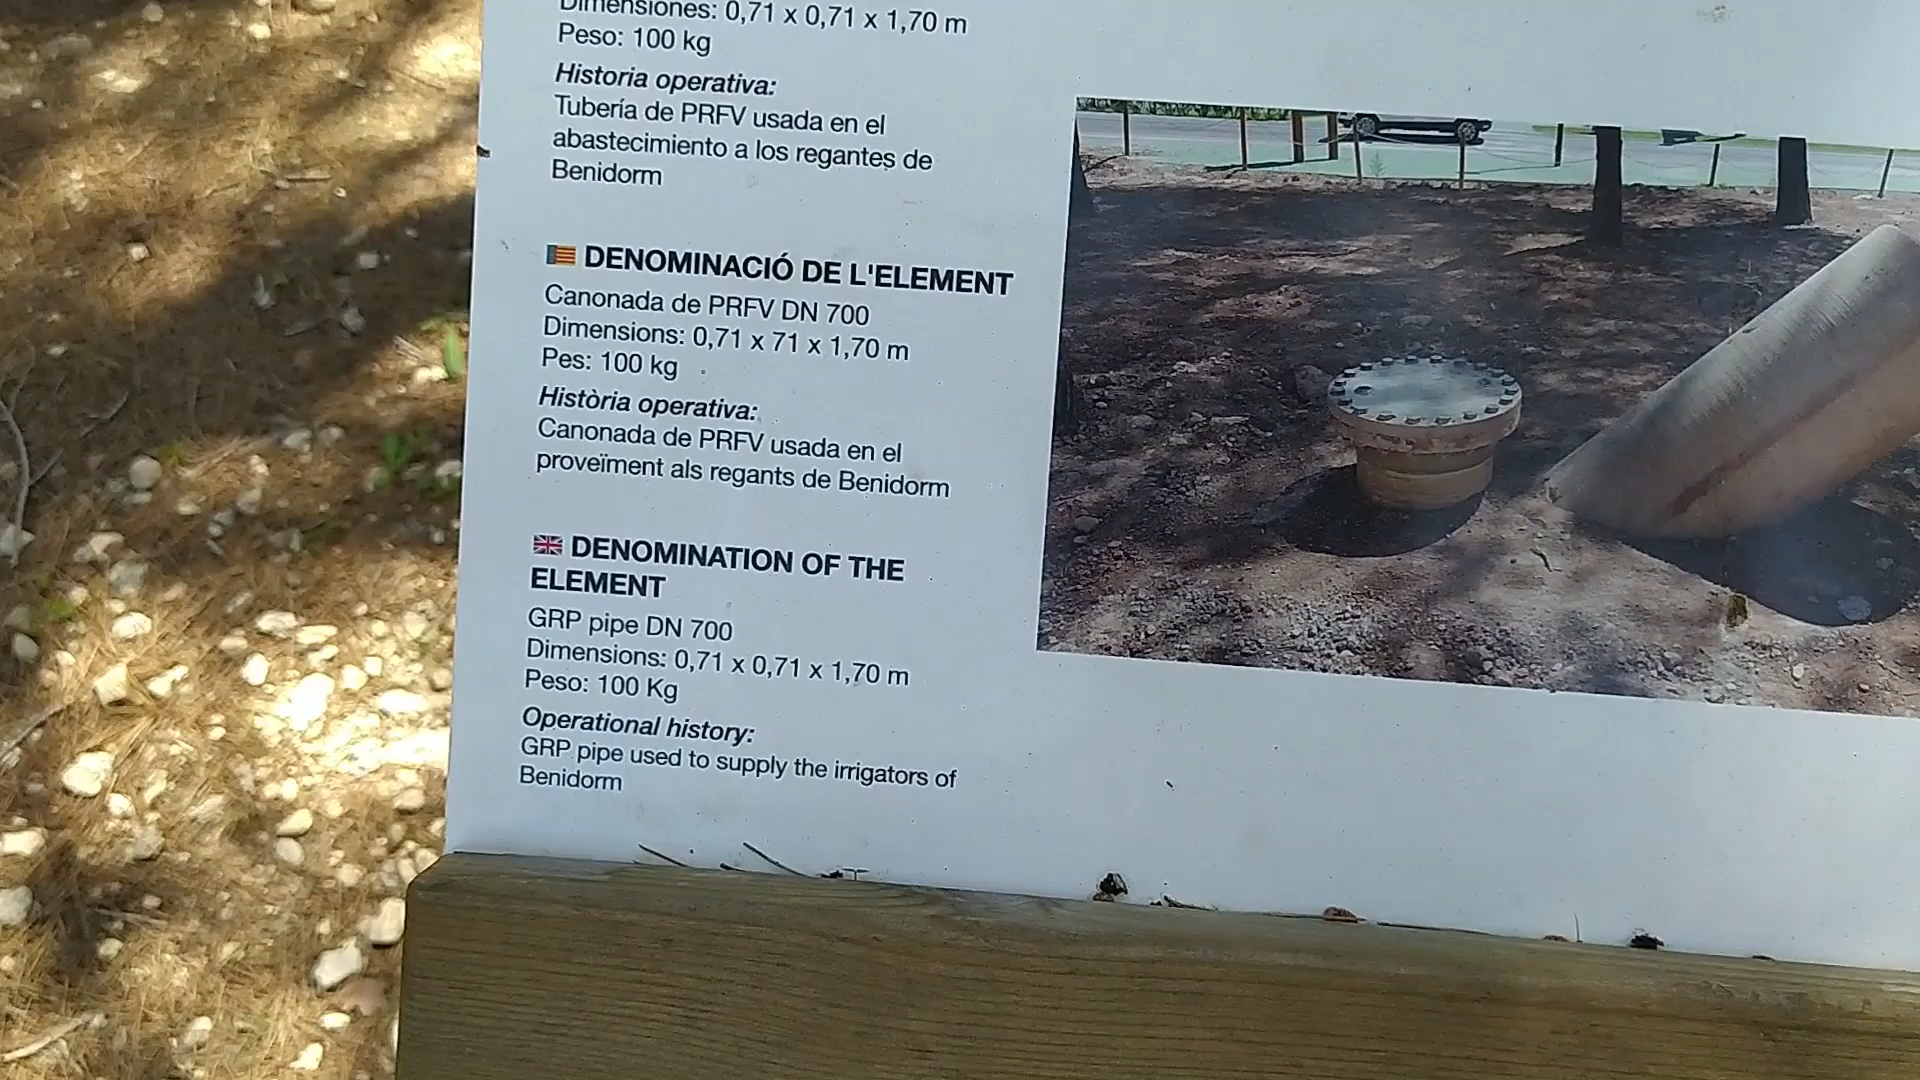 Dimensiones: 0,71 x 0,71 x 1,70 m
Peso: 100 kg
Historia operativa:
Tubería de PRFV usada en el
abastecimiento a los regantes de
Benidorm
DENOMINACIÓ DE L'ELEMENT
Canonada de PRFV DN 700
Dimensions: 0,71 x 71 x 1,70 m
Pes: 100 kg
Història operativa:
Canonada de PRFV usada en el
proveïment als regants de Benidorm
DENOMINATION OF THE
ELEMENT
GRP pipe DN 700
Dimensions: 0,71 x 0,71 x 1,70 m
Peso: 100 Kg
Operational history:
GRP pipe used to supply the irrigators of
Benidorm